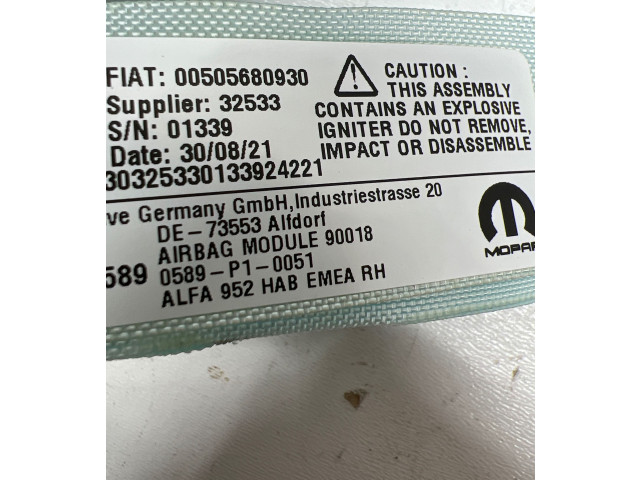 FIAT: 00505680930
Supplier: 32533
S/N: 01339
Date: 30/08/21
30325330133924221
CAUTION :
THIS ASSEMBLY
CONTAINS AN EXPLOSIVE
IGNITER DO NOT REMOVE,
IMPACT OR DISASSEMBLE
ve Germany GmbH,Industriestrasse 20
DE-73553 Alfdorf
AIRBAG MODULE 90018
589 0589-P1-0051
ALFA 952 HAB EMEA RH
MOPAR